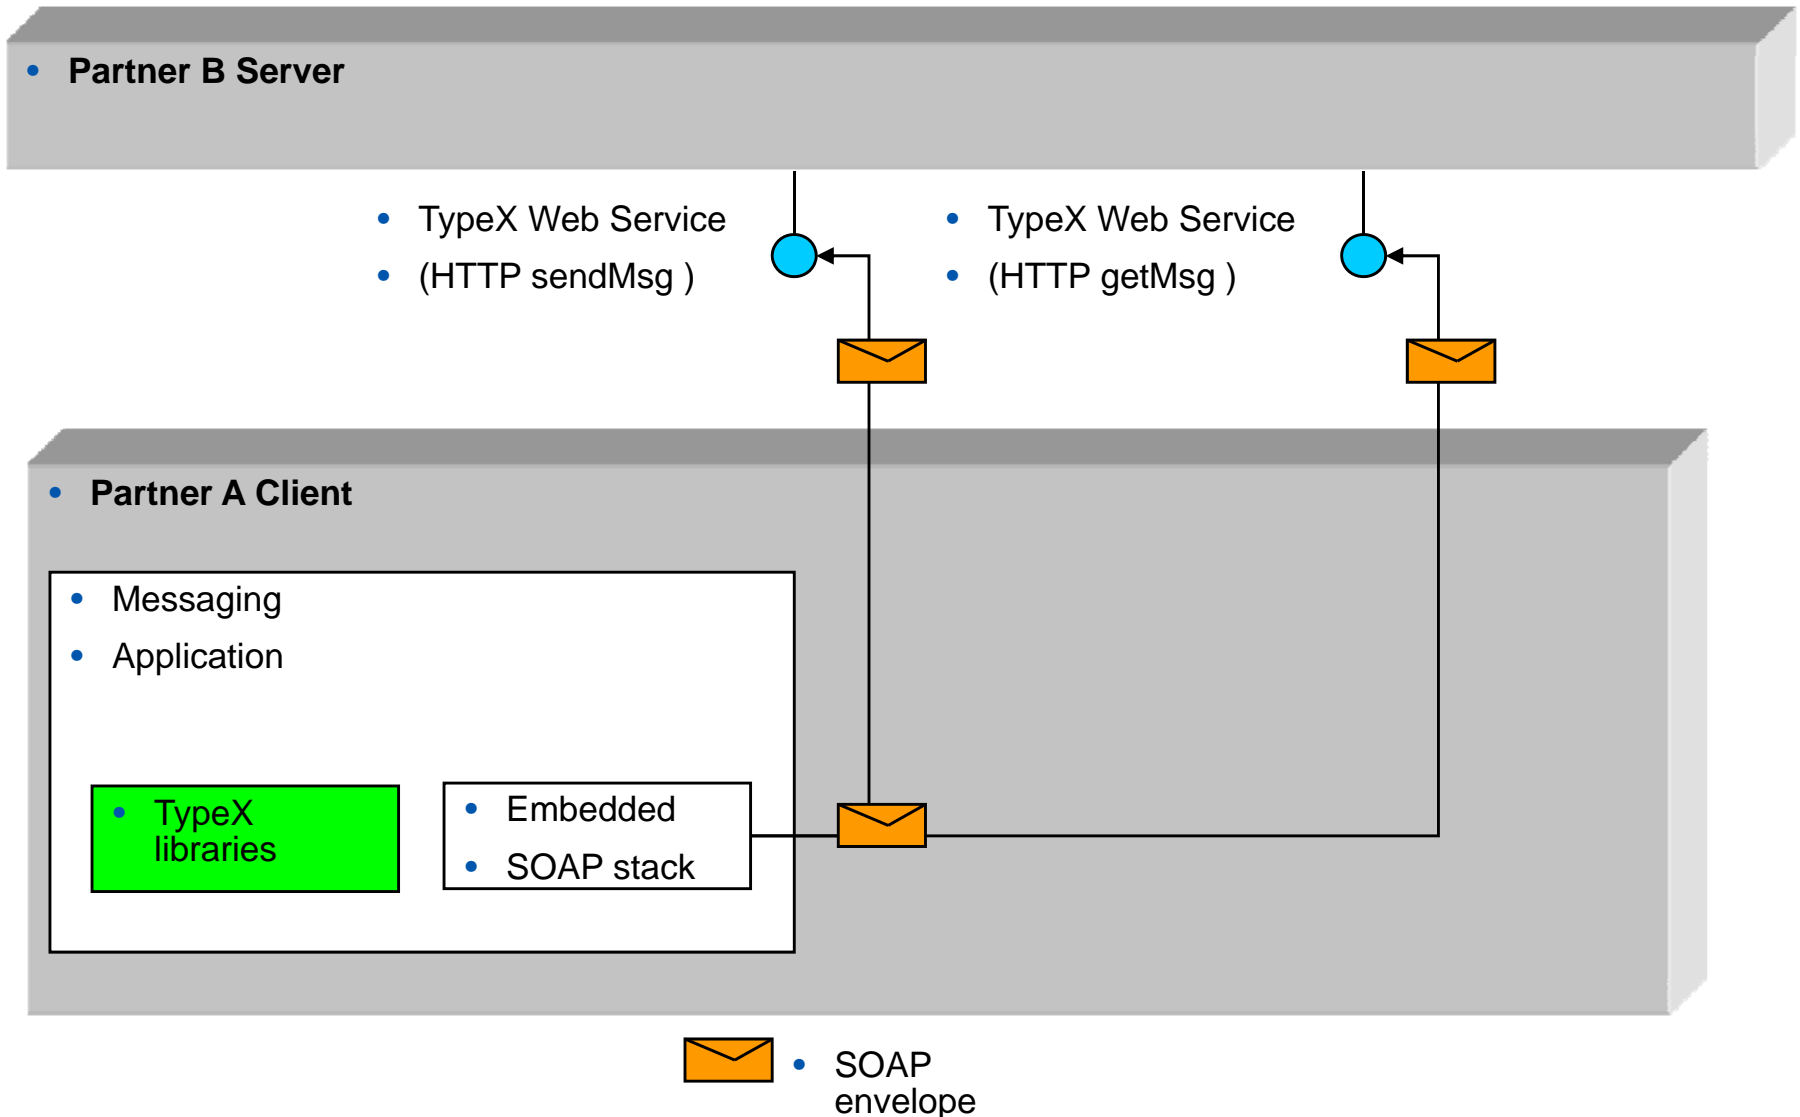 • Partner B Server
• TypeX Web Service
• (HTTP sendMsg )
• TypeX Web Service
• (HTTP getMsg )
• Partner A Client
• Messaging
• Application
• TypeX
libraries
• Embedded
• SOAP stack
• SOAP
envelope